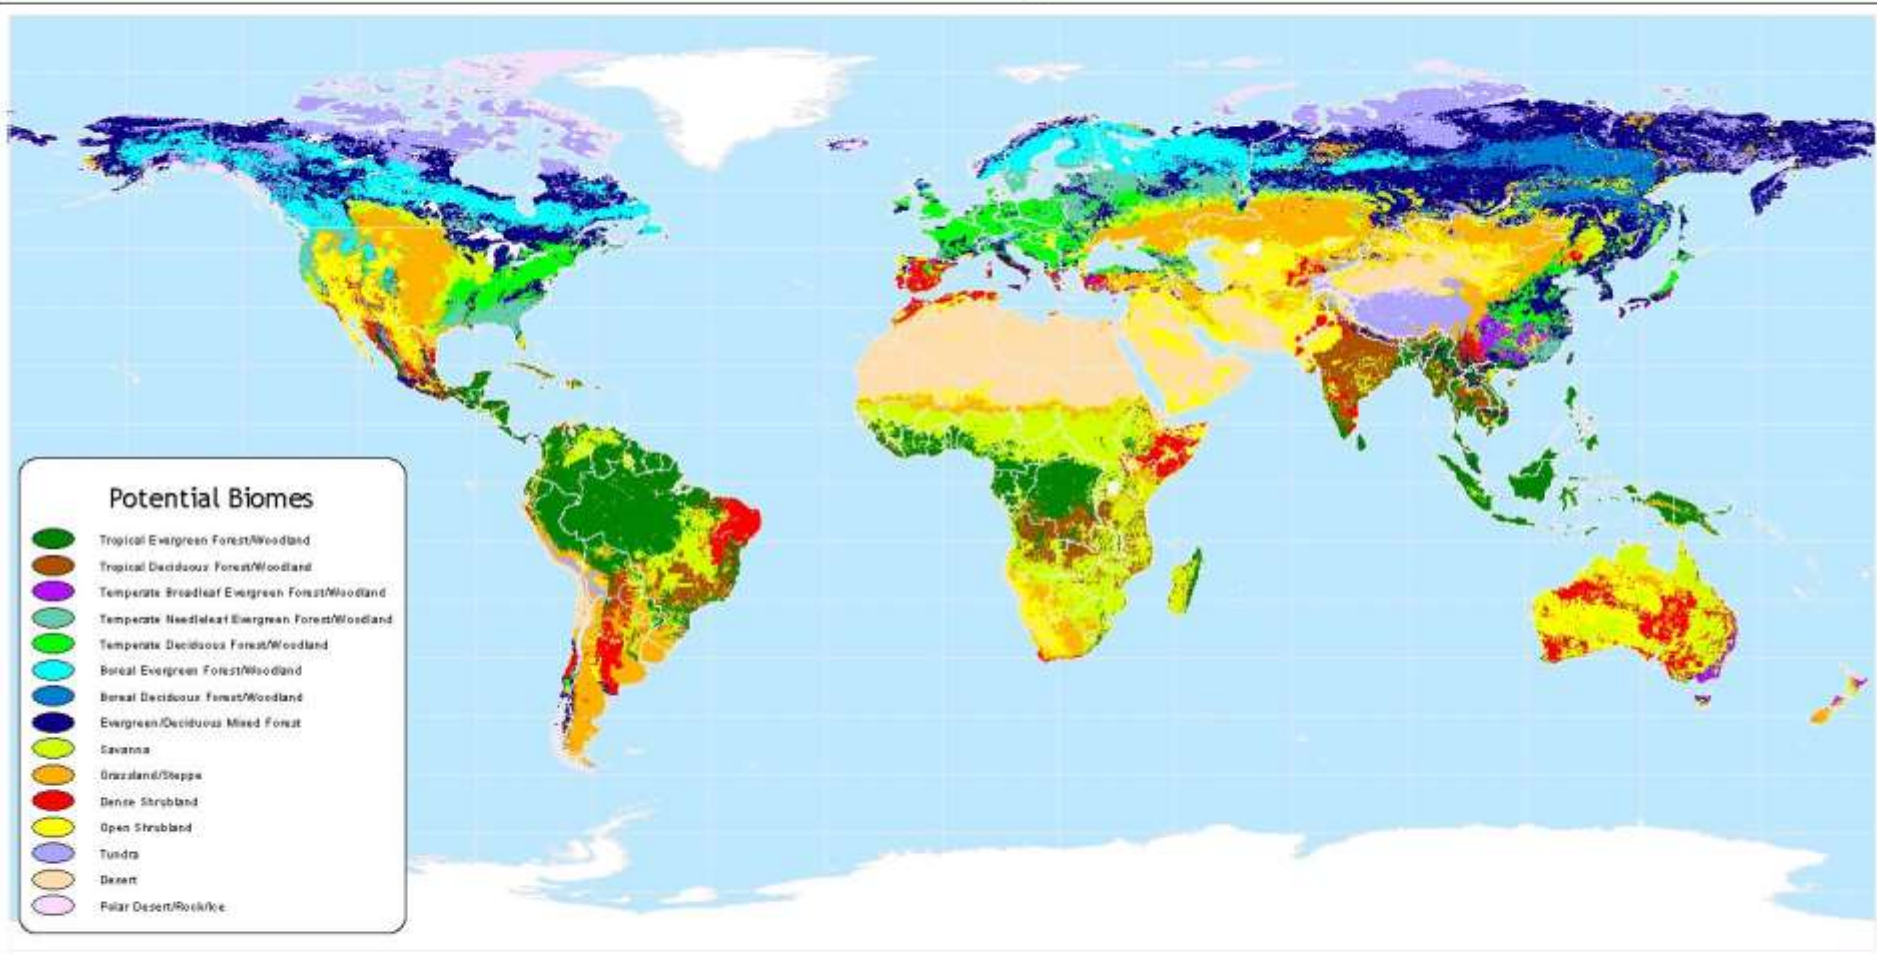 Potential Biomes
Tropical Evergreen Forest/Woodland
Tropical Deciduous Forest/Woodland
Temperate Broadleaf Evergreen Forest/Woodland
Temperate Needleleaf Evergreen Forest/Woodland
Temperate Deciduous Forest/Woodland
Boreal Evergreen Forest/Woodland
Boreal Deciduous Forest/Woodland
Evergreen/Deciduous Mixed Forest
Savanna
Grassland/Steppe
Dense Shrubland
Open Shrubland
Tundra
Desert
Polar Desert/Rock/Ice